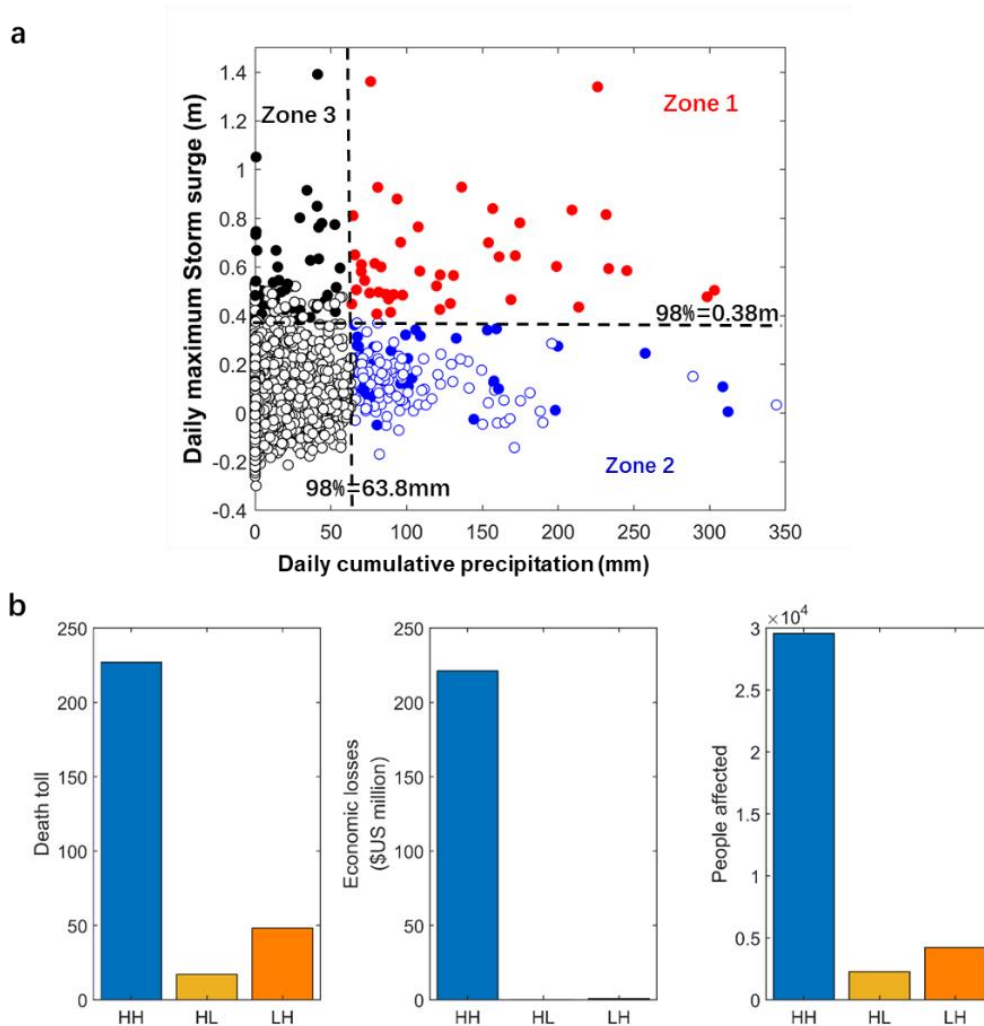 a
Daily maximum Storm surge (m)
1.4
1.2
1
0.8
0.6
0.4
0.2
0
-0.2
-0.4
Zone 3
Zone 1
98%=0.38m
Zone 2
98%=63.8mm
0 50 100 150 200 250 300 350
Daily cumulative precipitation (mm)
b
Death toll
250
200
150
100
50
0
HH HL LH
Economic losses
($US million)
250
200
150
100
50
0
HH HL LH
People affected
×10⁴
3
2.5
2
1.5
1
0.5
0
HH HL LH